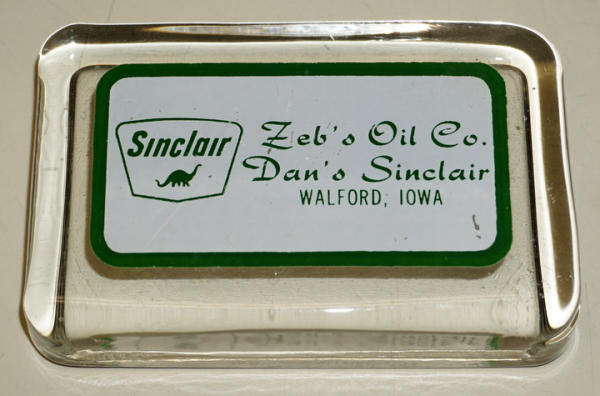 Sinclair
Zeb's Oil Co.
Dan's Sinclair
WALFORD, IOWA